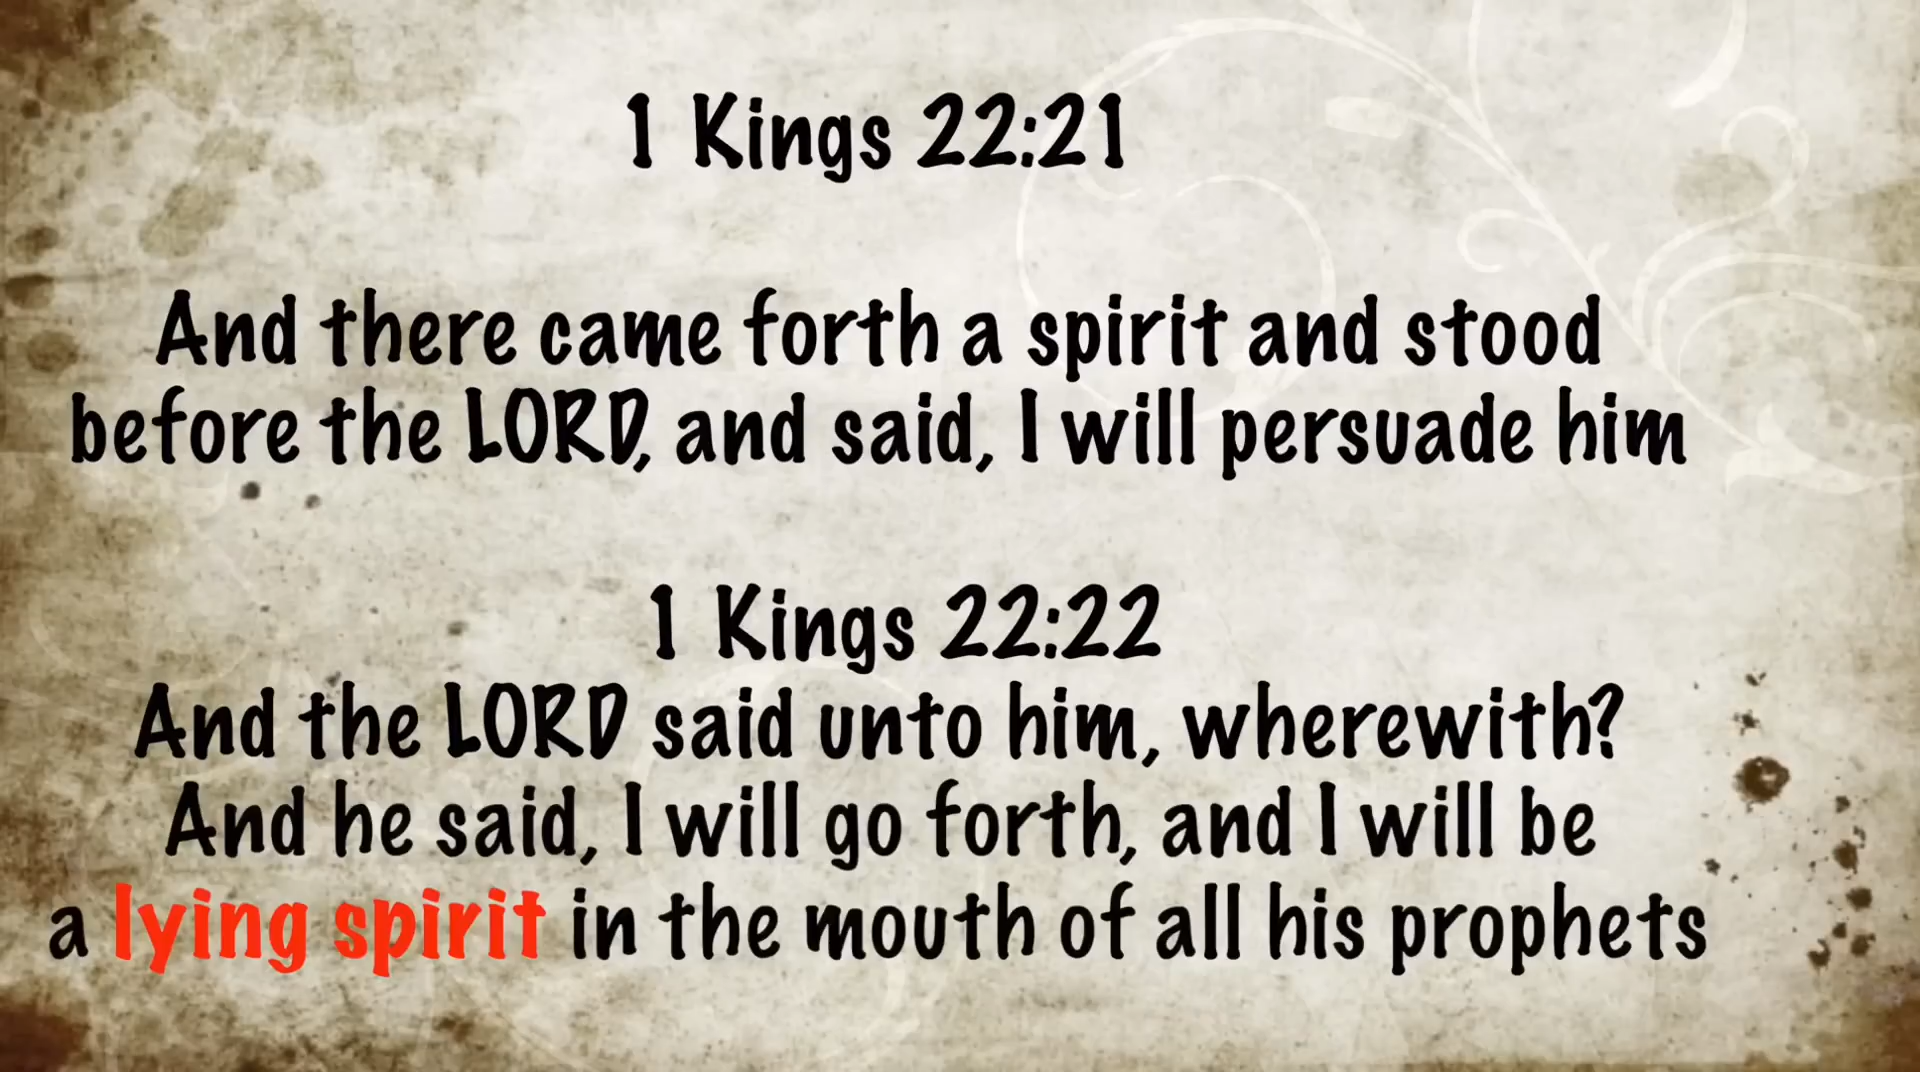 1 Kings 22:21
And there came forth a spirit and stood
before the LORD, and said, I will persuade him
1 Kings 22:22
And the LORD said unto him, wherewith?
And he said, I will go forth, and I will be
a lying spirit in the mouth of all his prophets